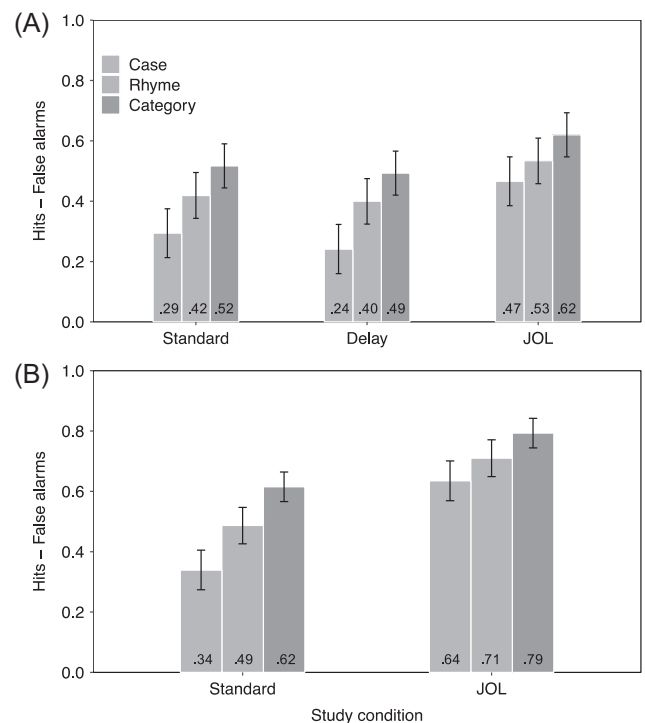 (A)
1.0
0.8
0.6
0.4
0.2
0.0
Hits – False alarms
Case
Rhyme
Category
.29 .42 .52
.24 .40 .49
.47 .53 .62
Standard Delay JOL
(B)
1.0
0.8
0.6
0.4
0.2
0.0
Hits – False alarms
.34 .49 .62
.64 .71 .79
Standard JOL
Study condition